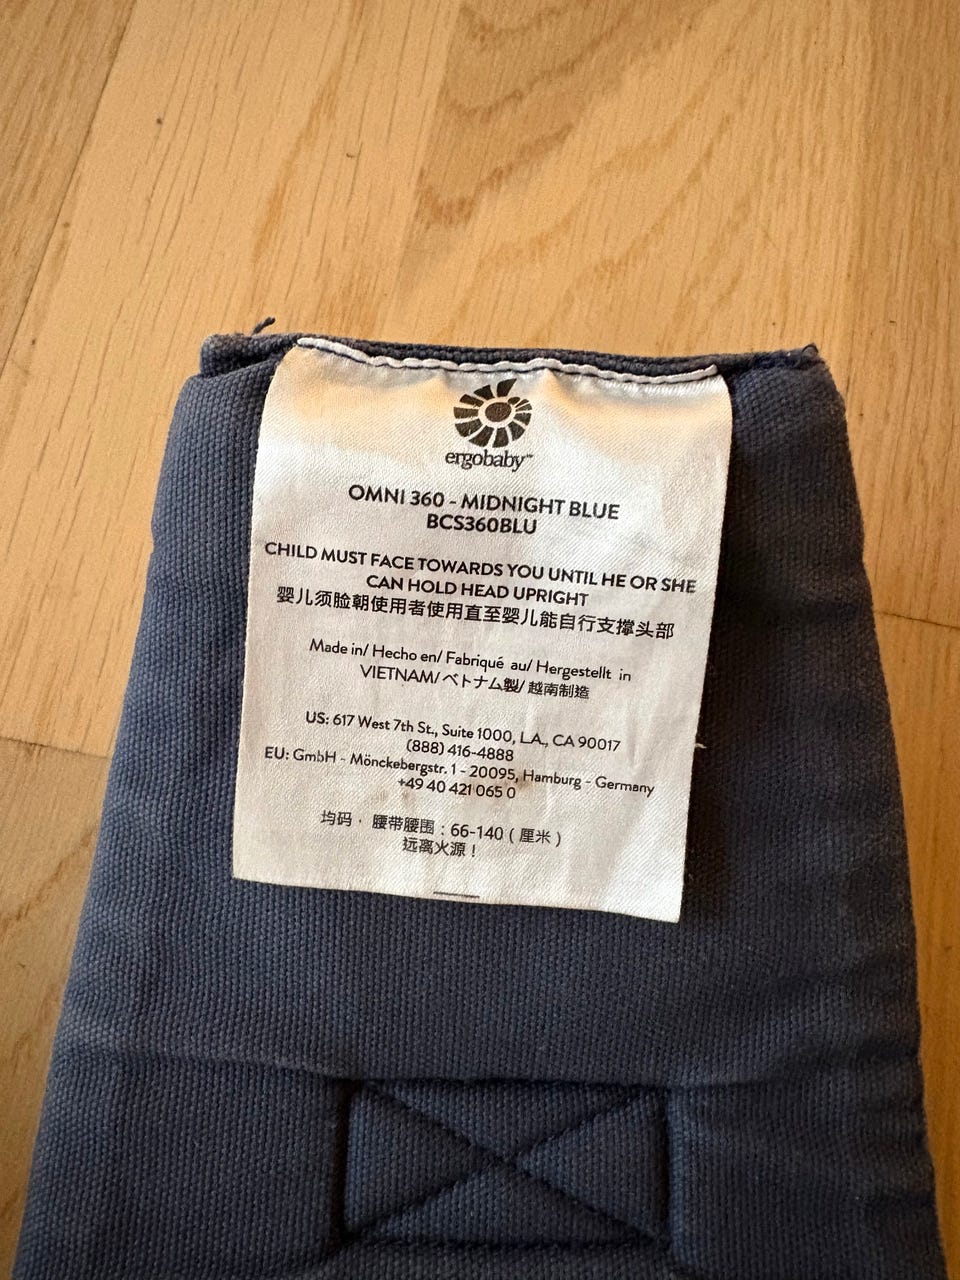 ergobaby™
OMNI 360 - MIDNIGHT BLUE
BCS360BLU
CHILD MUST FACE TOWARDS YOU UNTIL HE OR SHE
CAN HOLD HEAD UPRIGHT
婴儿须脸朝使用者使用直至婴儿能自行支撑头部
Made in/ Hecho en/ Fabriqué au/ Hergestellt in
VIETNAM/ベトナム製/ 越南制造
US: 617 West 7th St., Suite 1000, L.A., CA 90017
(888) 416-4888
EU: GmbH - Mönckebergstr. 1 - 20095, Hamburg - Germany
+49 40 421 065 0
均码 · 腰带腰围：66-140（厘米）
远离火源！